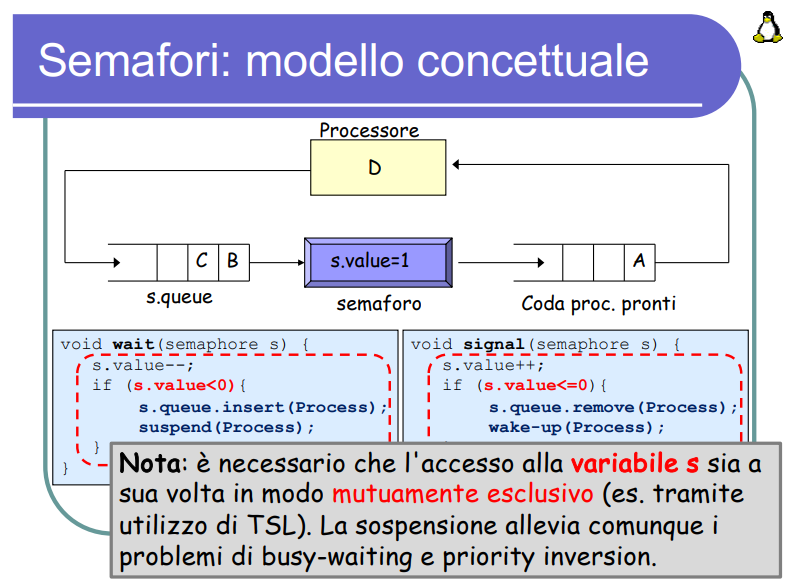 Semafori: modello concettuale
Processore
D
C B
s.value=1
A
s.queue
semaforo
Coda proc. pronti
void wait(semaphore s) {
s.value--;
if (s.value<0){
s.queue.insert(Process);
suspend(Process);
}
}
void signal(semaphore s) {
s.value++;
if (s.value<=0){
s.queue.remove(Process);
wake-up(Process);
Nota: è necessario che l'accesso alla variabile s sia a
sua volta in modo mutuamente esclusivo (es. tramite
utilizzo di TSL). La sospensione allevia comunque i
problemi di busy-waiting e priority inversion.